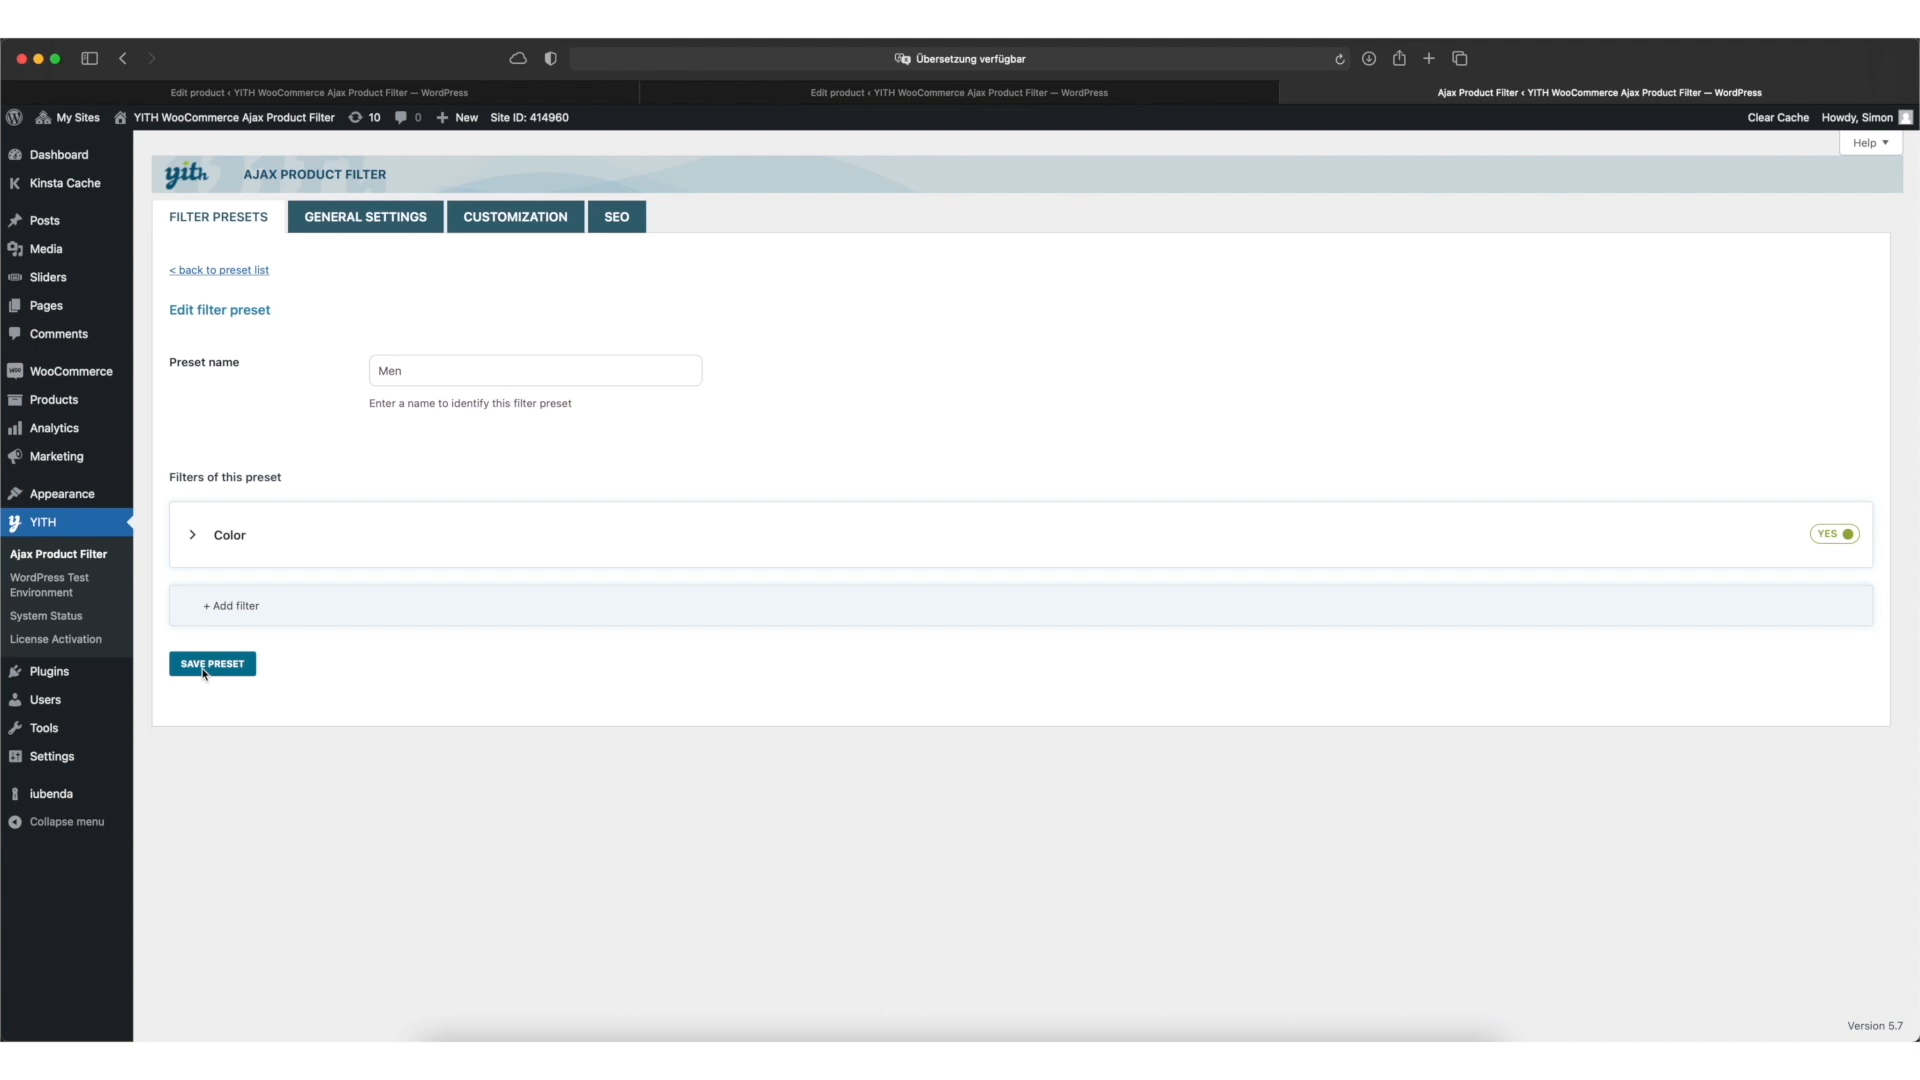 Übersetzung verfügbar
Edit product ‹ YITH WooCommerce Ajax Product Filter — WordPress
Edit product ‹ YITH WooCommerce Ajax Product Filter — WordPress
Ajax Product Filter ‹ YITH WooCommerce Ajax Product Filter — WordPress
My Sites
YITH WooCommerce Ajax Product Filter
10
0
New
Site ID: 414960
Clear Cache
Howdy, Simon
Help
Dashboard
Kinsta Cache
Posts
Media
Sliders
Pages
Comments
WooCommerce
Products
Analytics
Marketing
Appearance
YITH
Ajax Product Filter
WordPress Test
Environment
System Status
License Activation
Plugins
Users
Tools
Settings
iubenda
Collapse menu
yith
AJAX PRODUCT FILTER
FILTER PRESETS
GENERAL SETTINGS
CUSTOMIZATION
SEO
< back to preset list
Edit filter preset
Preset name
Men
Enter a name to identify this filter preset
Filters of this preset
Color
YES
+ Add filter
SAVE PRESET
Version 5.7